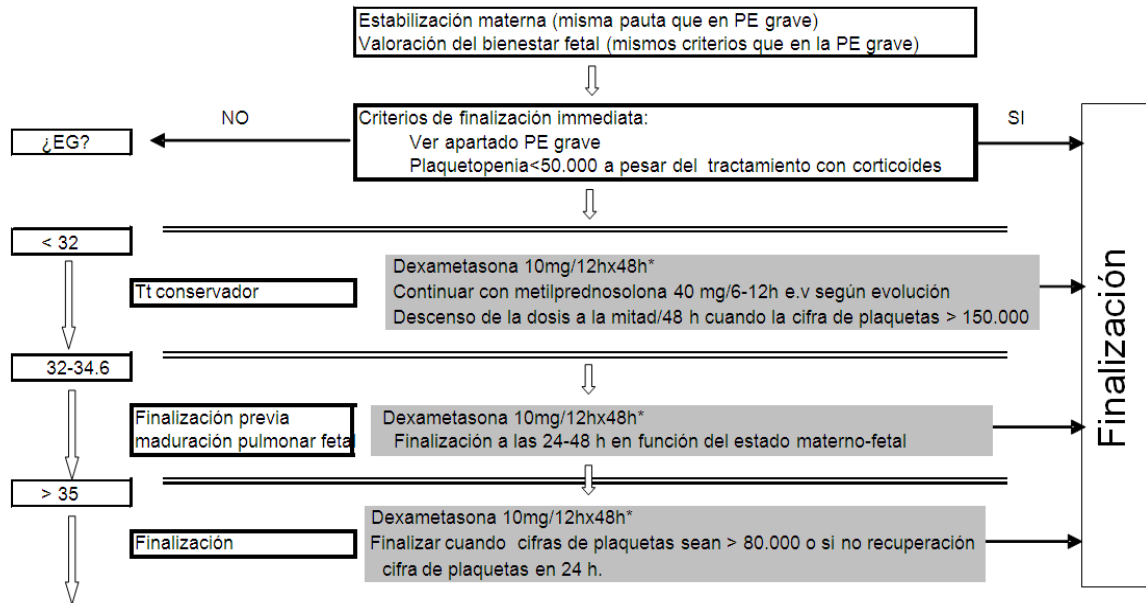 Estabilización materna (misma pauta que en PE grave)
Valoración del bienestar fetal (mismos criterios que en la PE grave)
NO
SI
Criterios de finalización immediata:
Ver apartado PE grave
Plaquetopenia<50.000 a pesar del tractamiento con corticoides
¿EG?
< 32
Tt conservador
Dexametasona 10mg/12hx48h*
Continuar con metilprednosolona 40 mg/6-12h e.v según evolución
Descenso de la dosis a la mitad/48 h cuando la cifra de plaquetas > 150.000
32-34.6
Finalización previa
maduración pulmonar fetal
Dexametasona 10mg/12hx48h*
Finalización a las 24-48 h en función del estado materno-fetal
> 35
Finalización
Dexametasona 10mg/12hx48h*
Finalizar cuando cifras de plaquetas sean > 80.000 o si no recuperación
cifra de plaquetas en 24 h.
Finalización